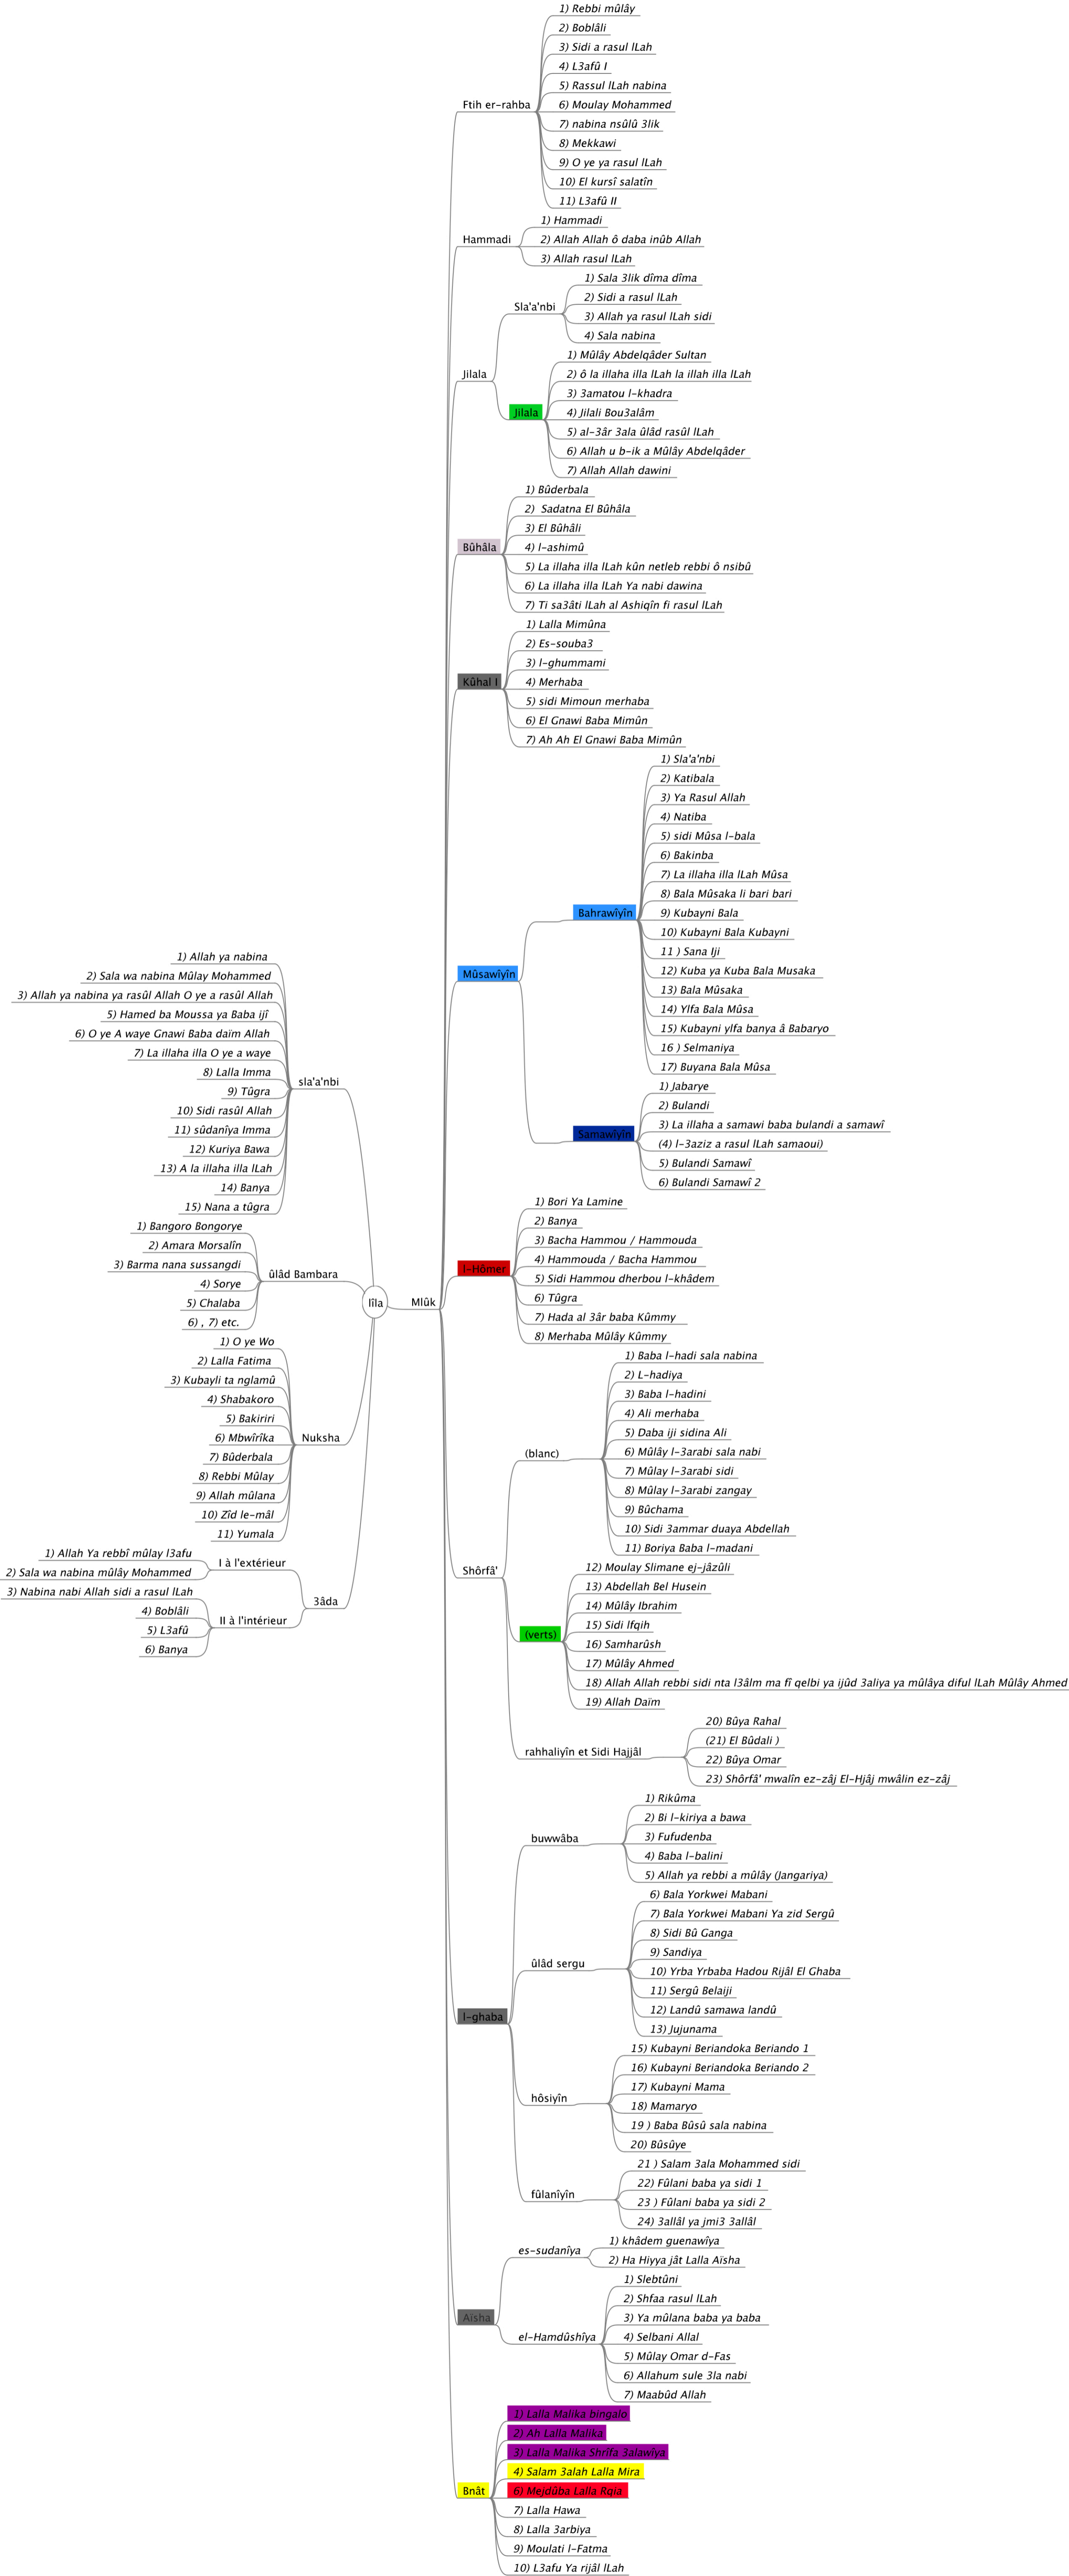 lîla
3âda
I à l'extérieur
1) Allah Ya rebbî mûlay l3afu
2) Sala wa nabina mûlây Mohammed
II à l'intérieur
3) Nabina nabi Allah sidi a rasul lLah
4) Boblâli
5) L3afû
6) Banya
Nuksha
1) O ye Wo
2) Lalla Fatima
3) Kubayli ta nglamû
4) Shabakoro
5) Bakiriri
6) Mbwîrîka
7) Bûderbala
8) Rebbi Mûlay
9) Allah mûlana
10) Zîd le-mâl
11) Yumala
ûlâd Bambara
1) Bangoro Bongorye
2) Amara Morsalîn
3) Barma nana sussangdi
4) Sorye
5) Chalaba
6) , 7) etc.
sla'a'nbi
1) Allah ya nabina
2) Sala wa nabina Mûlay Mohammed
3) Allah ya nabina ya rasûl Allah O ye a rasûl Allah
5) Hamed ba Moussa ya Baba ijî
6) O ye A waye Gnawi Baba daïm Allah
7) La illaha illa O ye a waye
8) Lalla Imma
9) Tûgra
10) Sidi rasûl Allah
11) sûdanîya Imma
12) Kuriya Bawa
13) A la illaha illa lLah
14) Banya
15) Nana a tûgra
Mlûk
Ftih er-rahba
1) Rebbi mûlây
2) Boblâli
3) Sidi a rasul lLah
4) L3afû I
5) Rassul lLah nabina
6) Moulay Mohammed
7) nabina nsûlû 3lik
8) Mekkawi
9) O ye ya rasul lLah
10) El kursî salatîn
11) L3afû II
Hammadi
1) Hammadi
2) Allah Allah ô daba inûb Allah
3) Allah rasul lLah
Jilala
Sla'a'nbi
1) Sala 3lik dîma dîma
2) Sidi a rasul lLah
3) Allah ya rasul lLah sidi
4) Sala nabina
Jilala
1) Mûlây Abdelqâder Sultan
2) ô la illaha illa lLah la illah illa lLah
3) 3amatou l-khadra
4) Jilali Bou3alâm
5) al-3âr 3ala ûlâd rasûl lLah
6) Allah u b-ik a Mûlây Abdelqâder
7) Allah Allah dawini
Bûhâla
1) Bûderbala
2) Sadatna El Bûhâla
3) El Bûhâli
4) l-ashimû
5) La illaha illa lLah kûn netleb rebbi ô nsibû
6) La illaha illa lLah Ya nabi dawina
7) Ti sa3âti lLah al Ashiqîn fi rasul lLah
Kûhal I
1) Lalla Mimûna
2) Es-souba3
3) l-ghummami
4) Merhaba
5) sidi Mimoun merhaba
6) El Gnawi Baba Mimûn
7) Ah Ah El Gnawi Baba Mimûn
Mûsawîyîn
Bahrawîyîn
1) Sla'a'nbi
2) Katibala
3) Ya Rasul Allah
4) Natiba
5) sidi Mûsa l-bala
6) Bakinba
7) La illaha illa lLah Mûsa
8) Bala Mûsaka li bari bari
9) Kubayni Bala
10) Kubayni Bala Kubayni
11 ) Sana Iji
12) Kuba ya Kuba Bala Musaka
13) Bala Mûsaka
14) Ylfa Bala Mûsa
15) Kubayni ylfa banya â Babaryo
16 ) Selmaniya
17) Buyana Bala Mûsa
Samawîyîn
1) Jabarye
2) Bulandi
3) La illaha a samawi baba bulandi a samawî
(4) l-3aziz a rasul lLah samaoui)
5) Bulandi Samawî
6) Bulandi Samawî 2
l-Hômer
1) Bori Ya Lamine
2) Banya
3) Bacha Hammou / Hammouda
4) Hammouda / Bacha Hammou
5) Sidi Hammou dherbou l-khâdem
6) Tûgra
7) Hada al 3âr baba Kûmmy
8) Merhaba Mûlây Kûmmy
Shôrfâ'
(blanc)
1) Baba l-hadi sala nabina
2) L-hadiya
3) Baba l-hadini
4) Ali merhaba
5) Daba iji sidina Ali
6) Mûlây l-3arabi sala nabi
7) Mûlay l-3arabi sidi
8) Mûlay l-3arabi zangay
9) Bûchama
10) Sidi 3ammar duaya Abdellah
11) Boriya Baba l-madani
(verts)
12) Moulay Slimane ej-jâzûli
13) Abdellah Bel Husein
14) Mûlây Ibrahim
15) Sidi lfqih
16) Samharûsh
17) Mûlây Ahmed
18) Allah Allah rebbi sidi nta l3âlm ma fî qelbi ya ijûd 3aliya ya mûlâya diful lLah Mûlây Ahmed
19) Allah Daïm
rahhaliyîn et Sidi Hajjâl
20) Bûya Rahal
(21) El Bûdali )
22) Bûya Omar
23) Shôrfâ' mwalîn ez-zâj El-Hjâj mwâlin ez-zâj
l-ghaba
buwwâba
1) Rikûma
2) Bi l-kiriya a bawa
3) Fufudenba
4) Baba l-balini
5) Allah ya rebbi a mûlây (Jangariya)
ûlâd sergu
6) Bala Yorkwei Mabani
7) Bala Yorkwei Mabani Ya zid Sergû
8) Sidi Bû Ganga
9) Sandiya
10) Yrba Yrbaba Hadou Rijâl El Ghaba
11) Sergû Belaiji
12) Landû samawa landû
13) Jujunama
hôsiyîn
15) Kubayni Beriandoka Beriando 1
16) Kubayni Beriandoka Beriando 2
17) Kubayni Mama
18) Mamaryo
19 ) Baba Bûsû sala nabina
20) Bûsûye
fûlanîyîn
21 ) Salam 3ala Mohammed sidi
22) Fûlani baba ya sidi 1
23 ) Fûlani baba ya sidi 2
24) 3allâl ya jmi3 3allâl
Aïsha
es-sudanîya
1) khâdem guenawîya
2) Ha Hiyya jât Lalla Aïsha
el-Hamdûshîya
1) Slebtûni
2) Shfaa rasul lLah
3) Ya mûlana baba ya baba
4) Selbani Allal
5) Mûlay Omar d-Fas
6) Allahum sule 3la nabi
7) Maabûd Allah
Bnât
1) Lalla Malika bingalo
2) Ah Lalla Malika
3) Lalla Malika Shrîfa 3alawîya
4) Salam 3alah Lalla Mira
6) Mejdûba Lalla Rqia
7) Lalla Hawa
8) Lalla 3arbiya
9) Moulati l-Fatma
10) L3afu Ya rijâl lLah